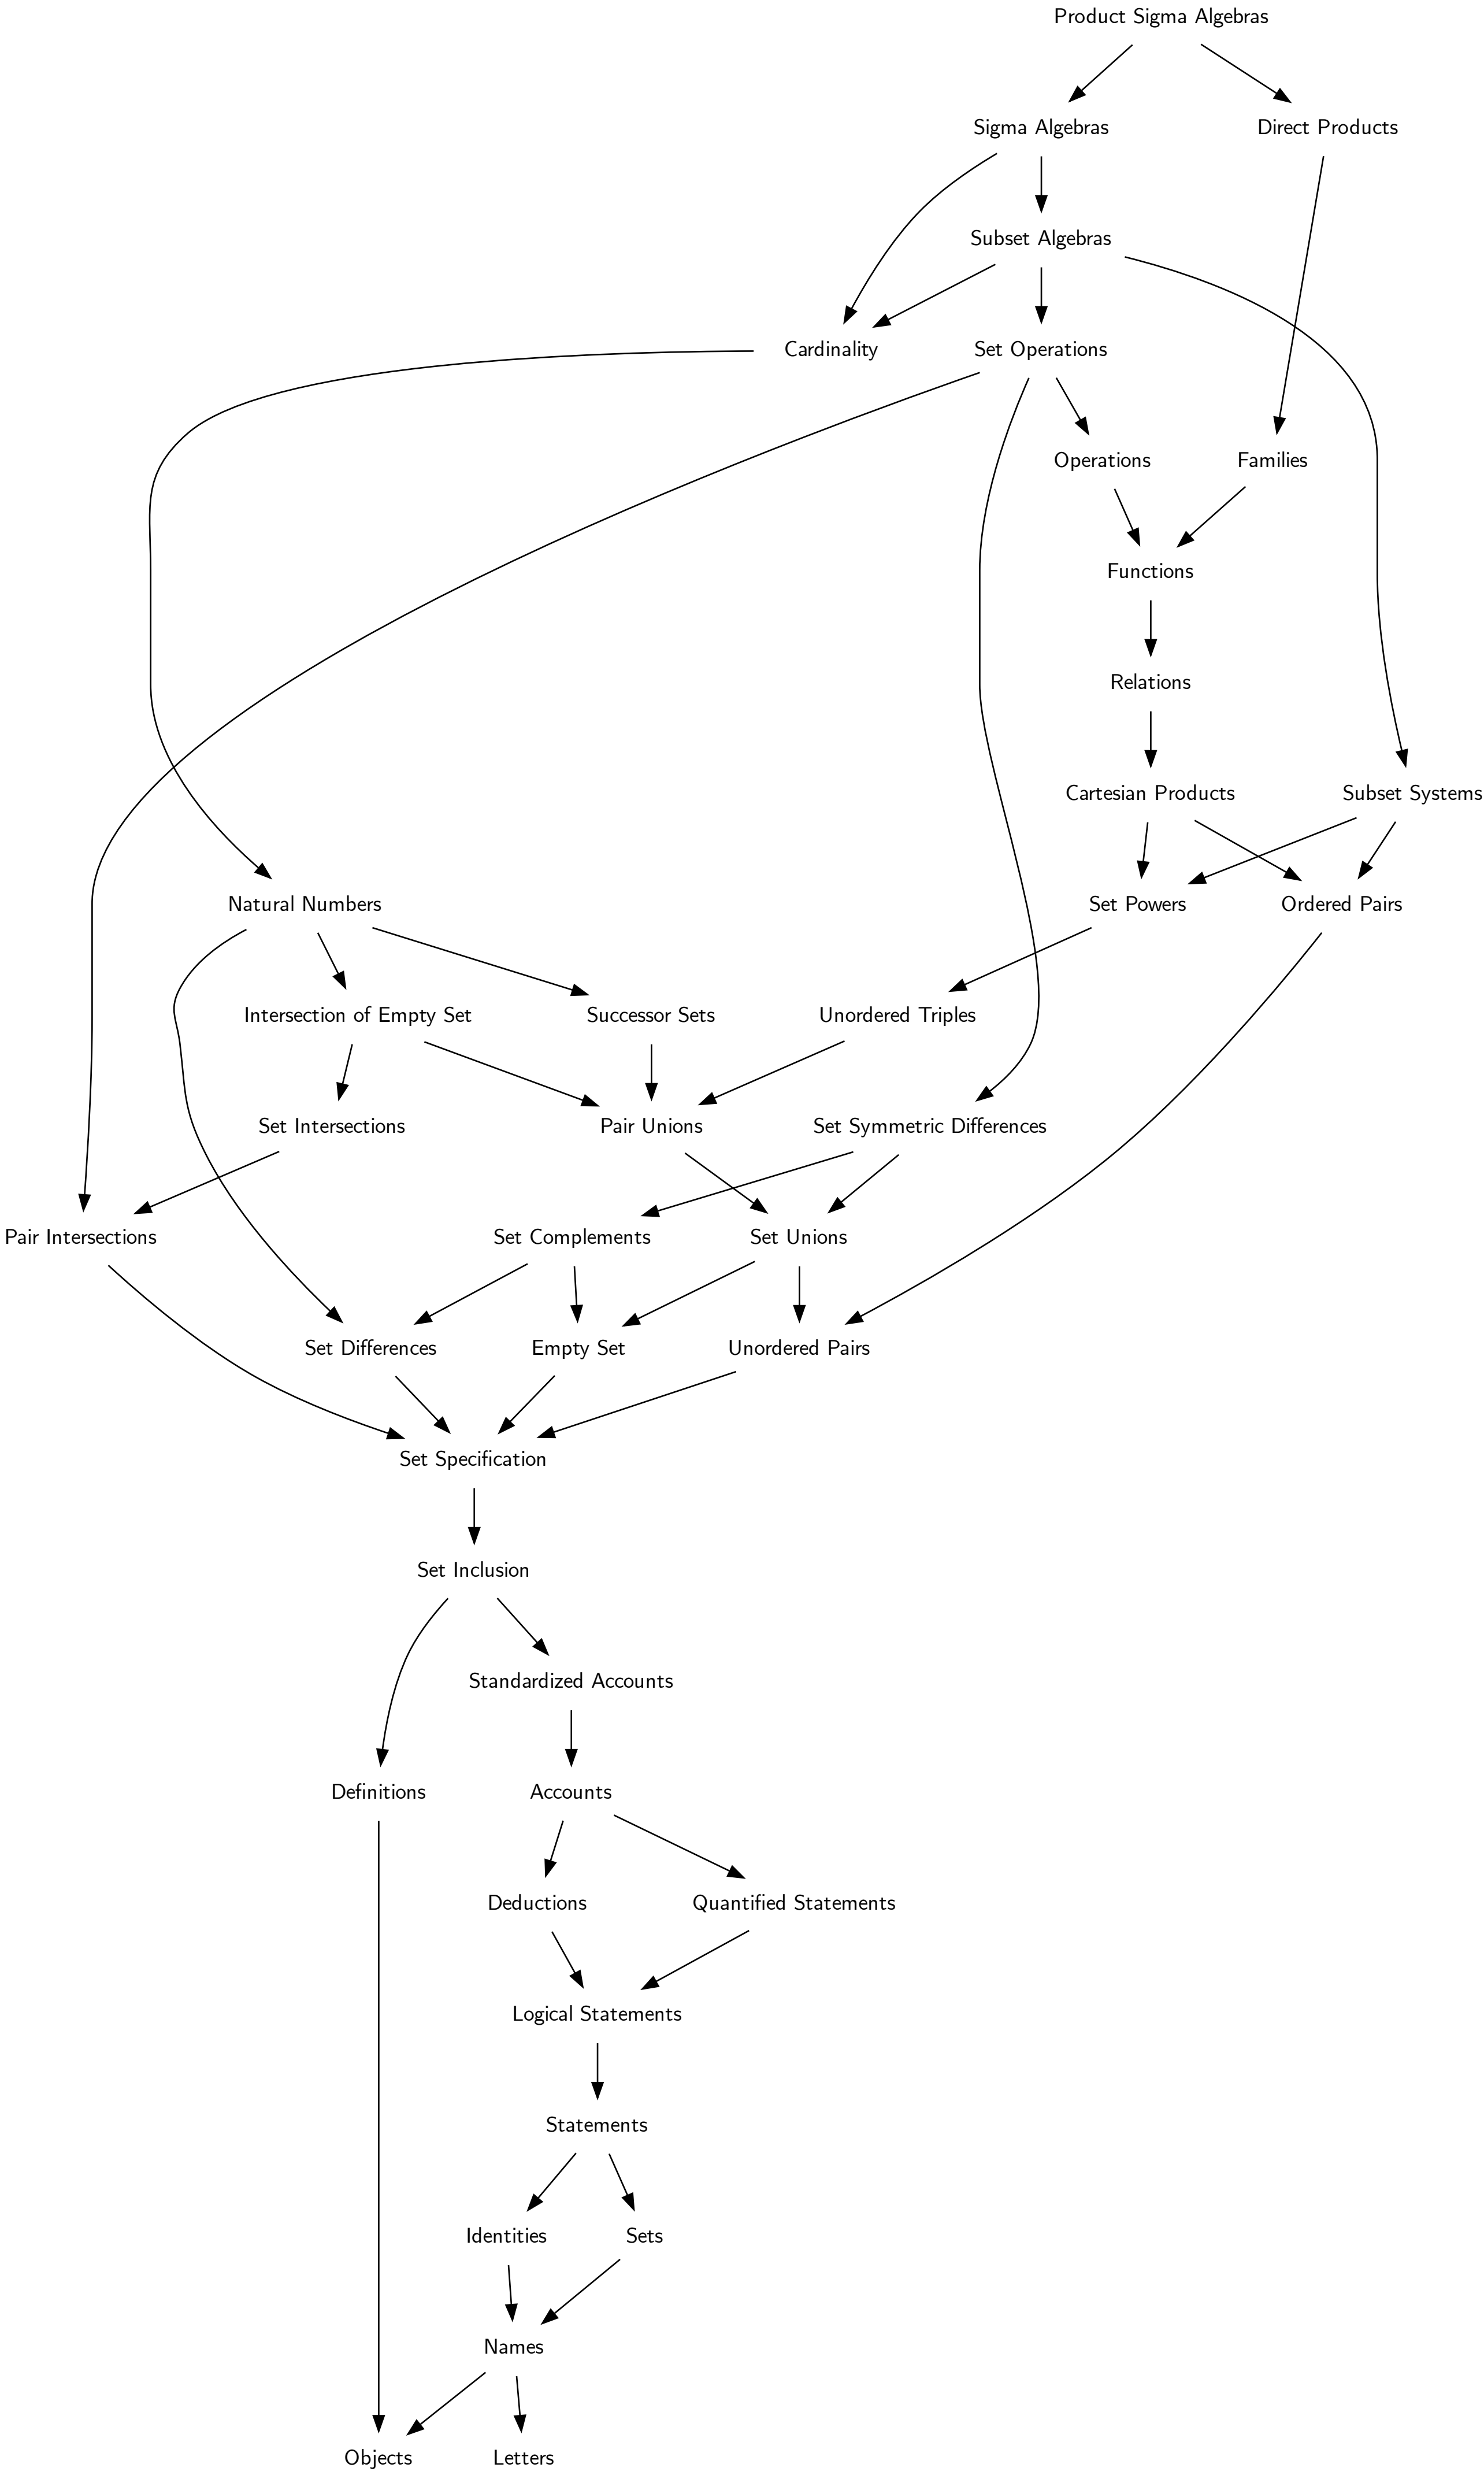 Product Sigma Algebras
Sigma Algebras
Direct Products
Subset Algebras
Cardinality
Set Operations
Operations
Families
Functions
Relations
Cartesian Products
Subset Systems
Natural Numbers
Set Powers
Ordered Pairs
Intersection of Empty Set
Successor Sets
Unordered Triples
Set Intersections
Pair Unions
Set Symmetric Differences
Pair Intersections
Set Complements
Set Unions
Set Differences
Empty Set
Unordered Pairs
Set Specification
Set Inclusion
Standardized Accounts
Definitions
Accounts
Deductions
Quantified Statements
Logical Statements
Statements
Identities
Sets
Names
Objects
Letters